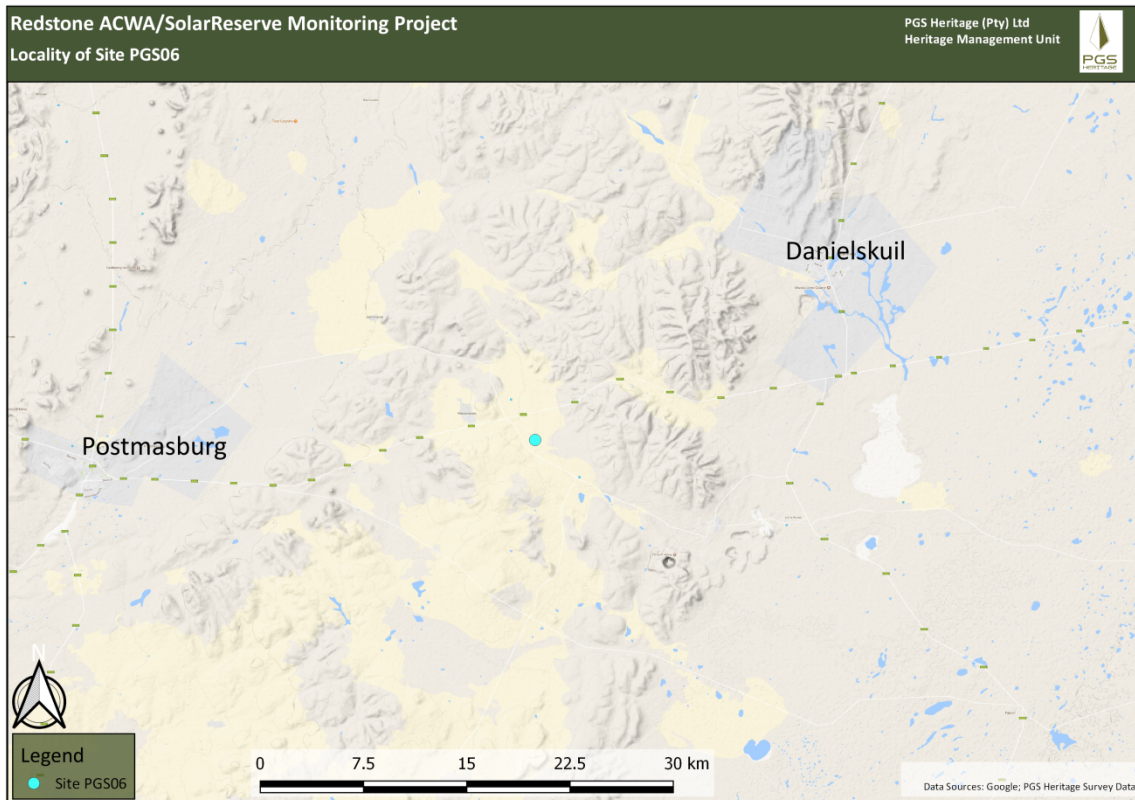 Redstone ACWA/SolarReserve Monitoring Project
Locality of Site PGS06
PGS Heritage (Pty) Ltd
Heritage Management Unit
PGS
HERITAGE
Danielskuil
Postmasburg
N
Legend
Site PGS06
0 7.5 15 22.5 30 km
Data Sources: Google; PGS Heritage Survey Data